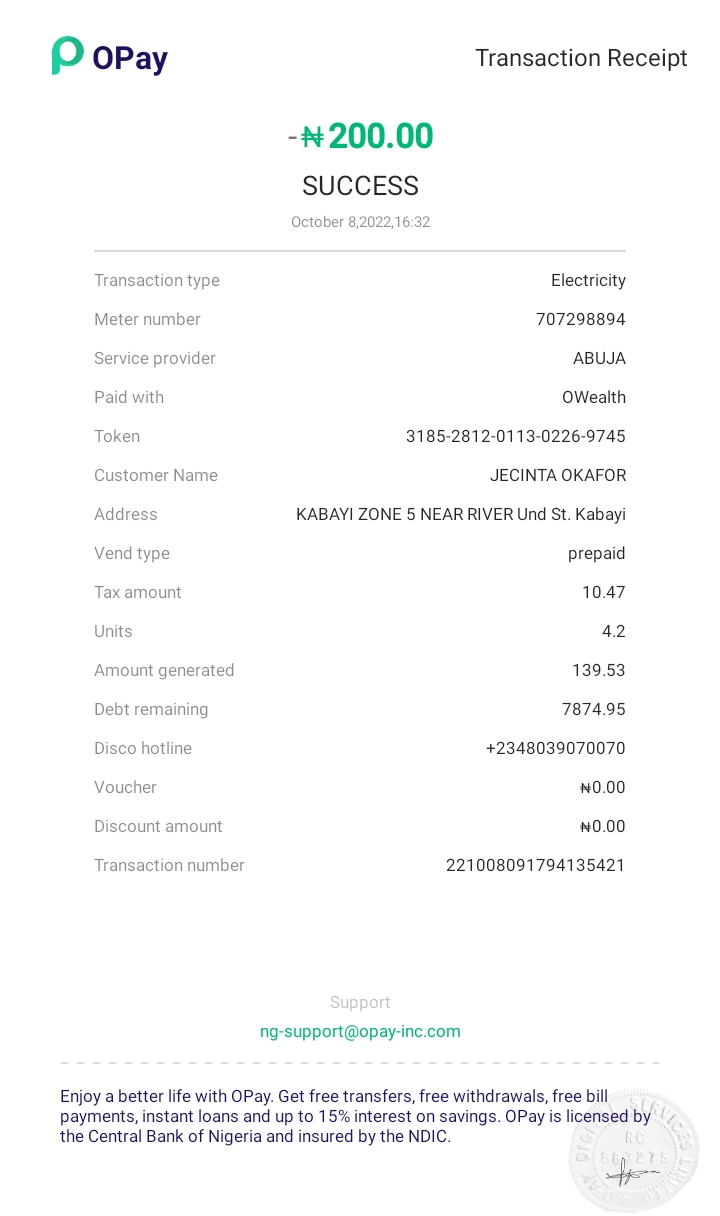 OPay Transaction Receipt
-₦200.00
SUCCESS
October 8,2022,16:32
Transaction type Electricity
Meter number 707298894
Service provider ABUJA
Paid with OWealth
Token 3185-2812-0113-0226-9745
Customer Name JECINTA OKAFOR
Address KABAYI ZONE 5 NEAR RIVER Und St. Kabayi
Vend type prepaid
Tax amount 10.47
Units 4.2
Amount generated 139.53
Debt remaining 7874.95
Disco hotline +2348039070070
Voucher ₦0.00
Discount amount ₦0.00
Transaction number 221008091794135421
Support
ng-support@opay-inc.com
Enjoy a better life with OPay. Get free transfers, free withdrawals, free bill
payments, instant loans and up to 15% interest on savings. OPay is licensed by
the Central Bank of Nigeria and insured by the NDIC.
SERVICES LIMITED
RC